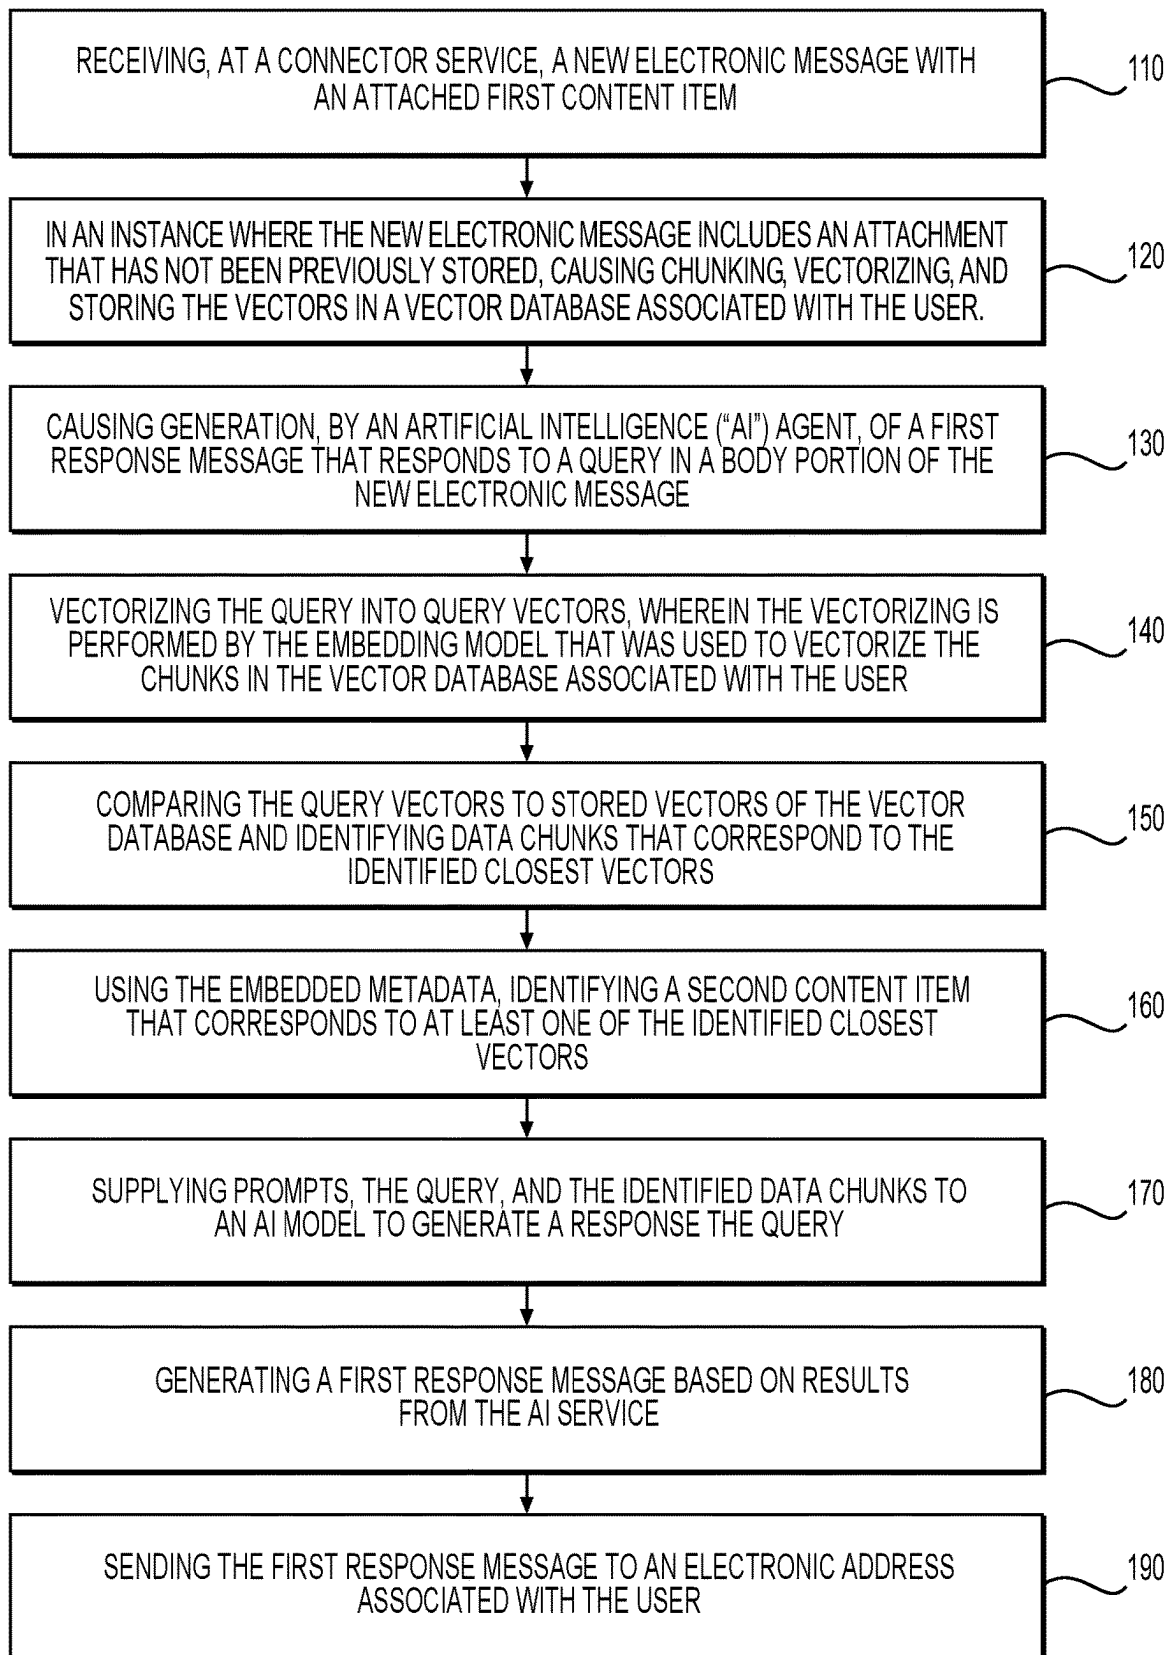 RECEIVING, AT A CONNECTOR SERVICE, A NEW ELECTRONIC MESSAGE WITH
AN ATTACHED FIRST CONTENT ITEM
110
IN AN INSTANCE WHERE THE NEW ELECTRONIC MESSAGE INCLUDES AN ATTACHMENT
THAT HAS NOT BEEN PREVIOUSLY STORED, CAUSING CHUNKING, VECTORIZING, AND
STORING THE VECTORS IN A VECTOR DATABASE ASSOCIATED WITH THE USER.
120
CAUSING GENERATION, BY AN ARTIFICIAL INTELLIGENCE (“AI”) AGENT, OF A FIRST
RESPONSE MESSAGE THAT RESPONDS TO A QUERY IN A BODY PORTION OF THE
NEW ELECTRONIC MESSAGE
130
VECTORIZING THE QUERY INTO QUERY VECTORS, WHEREIN THE VECTORIZING IS
PERFORMED BY THE EMBEDDING MODEL THAT WAS USED TO VECTORIZE THE
CHUNKS IN THE VECTOR DATABASE ASSOCIATED WITH THE USER
140
COMPARING THE QUERY VECTORS TO STORED VECTORS OF THE VECTOR
DATABASE AND IDENTIFYING DATA CHUNKS THAT CORRESPOND TO THE
IDENTIFIED CLOSEST VECTORS
150
USING THE EMBEDDED METADATA, IDENTIFYING A SECOND CONTENT ITEM
THAT CORRESPONDS TO AT LEAST ONE OF THE IDENTIFIED CLOSEST
VECTORS
160
SUPPLYING PROMPTS, THE QUERY, AND THE IDENTIFIED DATA CHUNKS TO
AN AI MODEL TO GENERATE A RESPONSE THE QUERY
170
GENERATING A FIRST RESPONSE MESSAGE BASED ON RESULTS
FROM THE AI SERVICE
180
SENDING THE FIRST RESPONSE MESSAGE TO AN ELECTRONIC ADDRESS
ASSOCIATED WITH THE USER
190